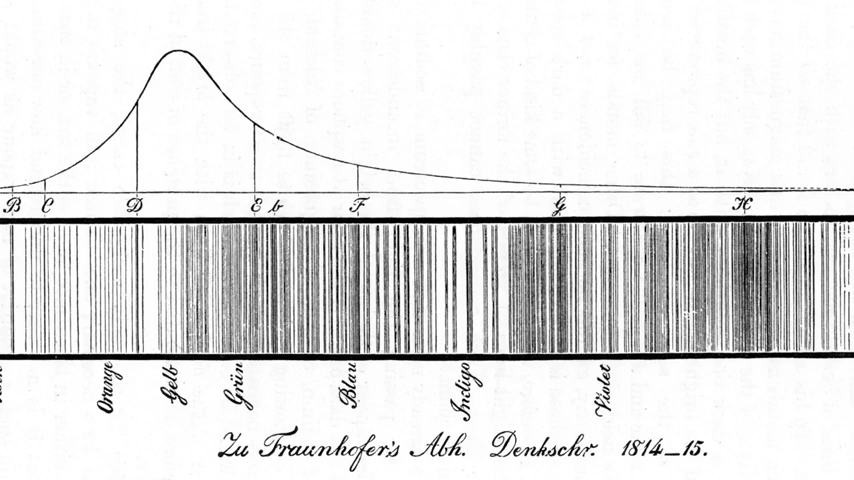 B C D E b F G H
Orange Gelb Grün Blau Indigo Violet
Zu Fraunhofer's Abh. Denkschr. 1814_15.